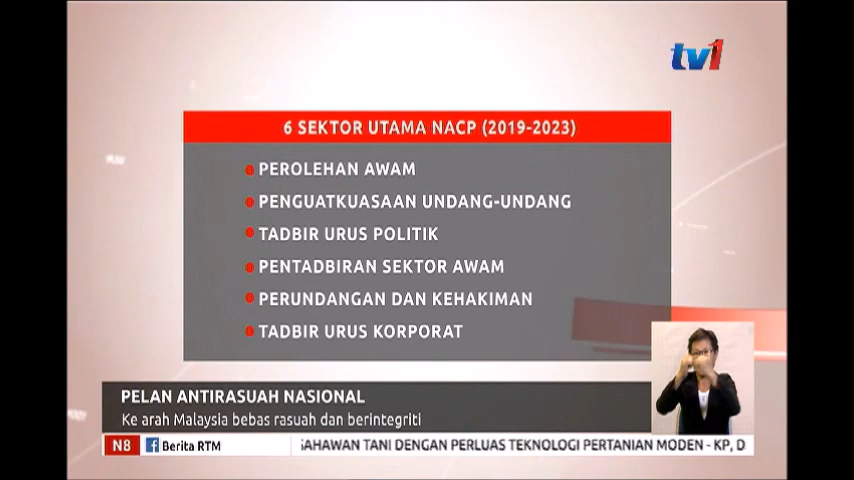 tv1
6 SEKTOR UTAMA NACP (2019-2023)
PEROLEHAN AWAM
PENGUATKUASAAN UNDANG-UNDANG
TADBIR URUS POLITIK
PENTADBIRAN SEKTOR AWAM
PERUNDANGAN DAN KEHAKIMAN
TADBIR URUS KORPORAT
PELAN ANTIRASUAH NASIONAL
Ke arah Malaysia bebas rasuah dan berintegriti
N8 Berita RTM GAHAWAN TANI DENGAN PERLUAS TEKNOLOGI PERTANIAN MODEN - KP, D